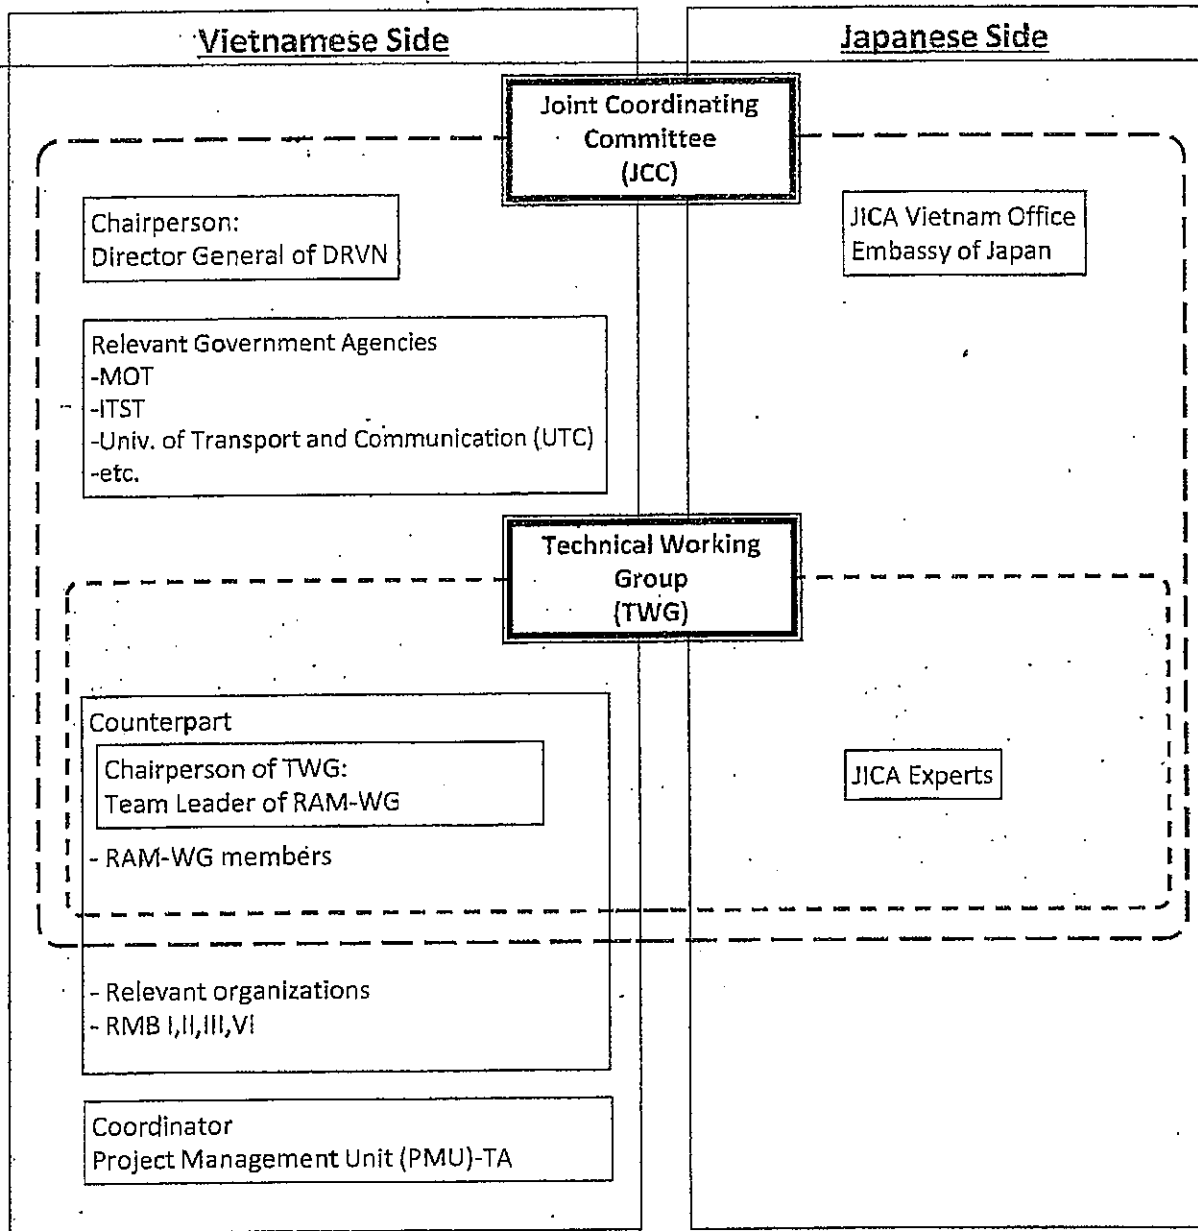 Vietnamese Side
Japanese Side
Joint Coordinating
Committee
(JCC)
Chairperson:
Director General of DRVN
JICA Vietnam Office
Embassy of Japan
Relevant Government Agencies
-MOT
-ITST
-Univ. of Transport and Communication (UTC)
-etc.
Technical Working
Group
(TWG)
Counterpart
Chairperson of TWG:
Team Leader of RAM-WG
- RAM-WG members
JICA Experts
- Relevant organizations
- RMB I,II,III,VI
Coordinator
Project Management Unit (PMU)-TA